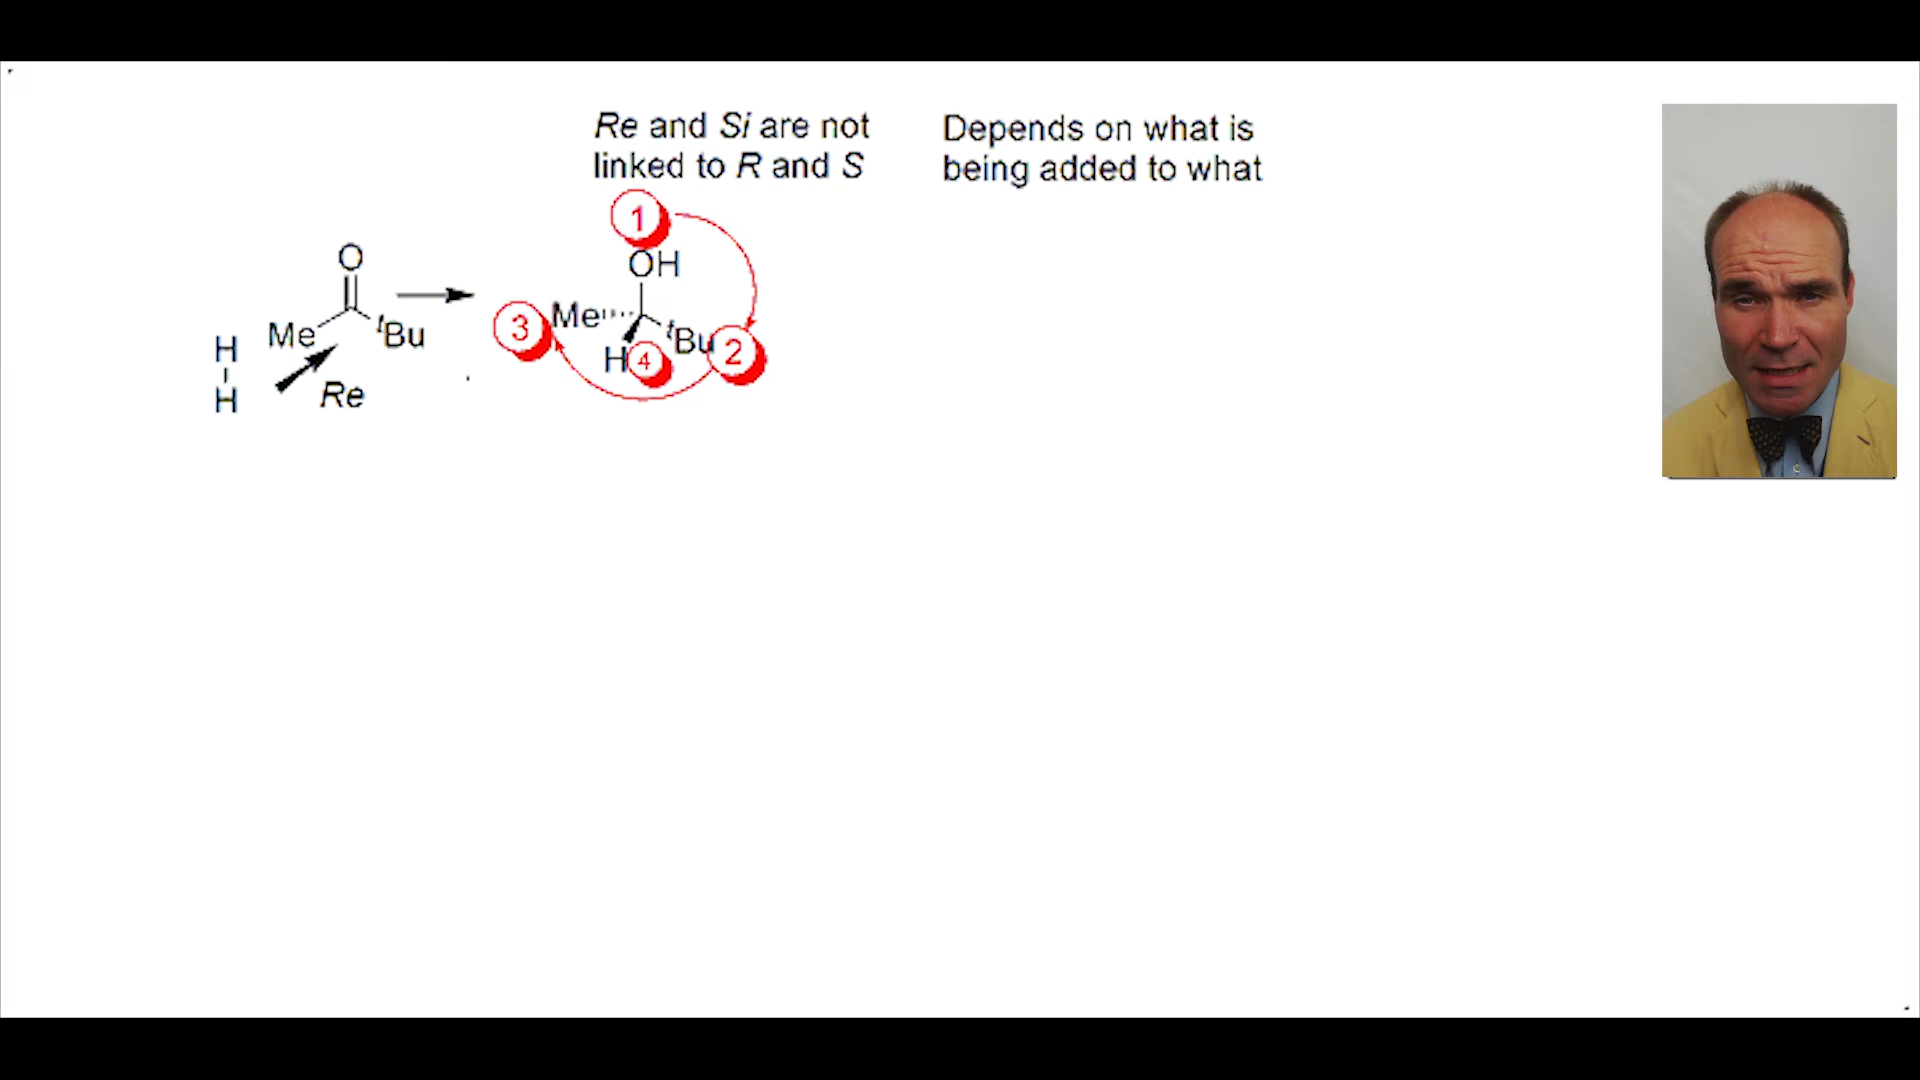 Re and Si are not
linked to R and S
Depends on what is
being added to what
1
O
OH
Me
3
Me
tBu
tBu
2
H
H
4
H
Re